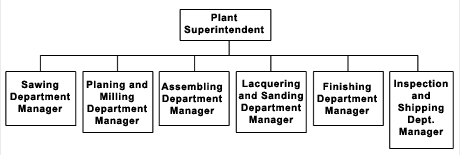 Plant
Superintendent
Sawing
Department
Manager
Planing and
Milling
Department
Manager
Assembling
Department
Manager
Lacquering
and Sanding
Department
Manager
Finishing
Department
Manager
Inspection
and
Shipping
Dept.
Manager